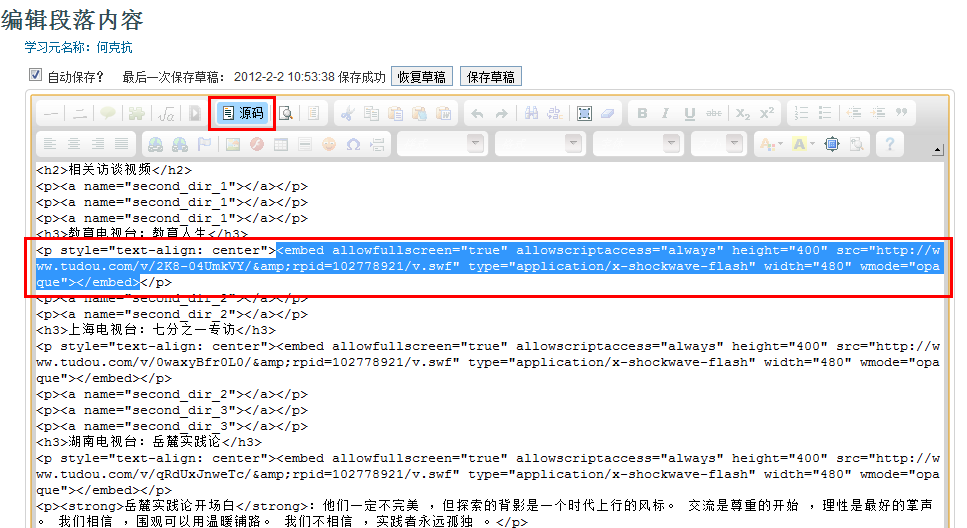 编辑段落内容
学习元名称：何克抗
自动保存？ 最后一次保存草稿： 2012-2-2 10:53:38 保存成功 恢复草稿 保存草稿
源码
B I U abc X₂ X²
A A ?
<h2>相关访谈视频</h2>
<p><a name="second_dir_1"></a></p>
<p><a name="second_dir_1"></a></p>
<p><a name="second_dir_1"></a></p>
<h3>教育电视台：教育人生</h3>
<p style="text-align: center"><embed allowfullscreen="true" allowscriptaccess="always" height="400" src="http://w
ww.tudou.com/v/2K8-04UmkVY/&amp;rpid=102778921/v.swf" type="application/x-shockwave-flash" width="480" wmode="opa
que"></embed></p>
<p><a name="second_dir_2"></a></p>
<p><a name="second_dir_2"></a></p>
<h3>上海电视台：七分之一专访</h3>
<p style="text-align: center"><embed allowfullscreen="true" allowscriptaccess="always" height="400" src="http://w
ww.tudou.com/v/0waxyBfr0L0/&amp;rpid=102778921/v.swf" type="application/x-shockwave-flash" width="480" wmode="opa
que"></embed></p>
<p><a name="second_dir_2"></a></p>
<p><a name="second_dir_3"></a></p>
<p><a name="second_dir_3"></a></p>
<h3>湖南电视台：岳麓实践论</h3>
<p style="text-align: center"><embed allowfullscreen="true" allowscriptaccess="always" height="400" src="http://w
ww.tudou.com/v/qRdUxJnweTc/&amp;rpid=102778921/v.swf" type="application/x-shockwave-flash" width="480" wmode="opa
que"></embed></p>
<p><strong>岳麓实践论开场白</strong>：他们一定不完美 ，但探索的背影是一个时代上行的风标。 交流是尊重的开始 ，理性是最好的掌声
。 我们相信 ，围观可以用温暖铺路。 我们不相信 ，实践者永远孤独 。</p>